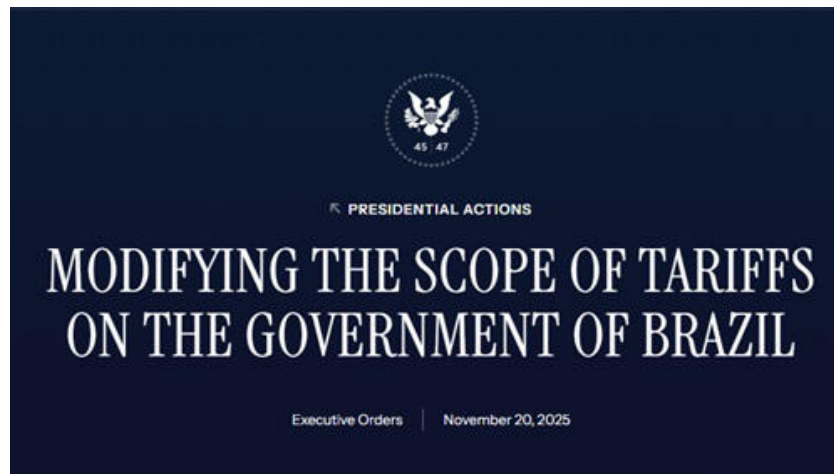 45 47
PRESIDENTIAL ACTIONS
MODIFYING THE SCOPE OF TARIFFS
ON THE GOVERNMENT OF BRAZIL
Executive Orders | November 20, 2025